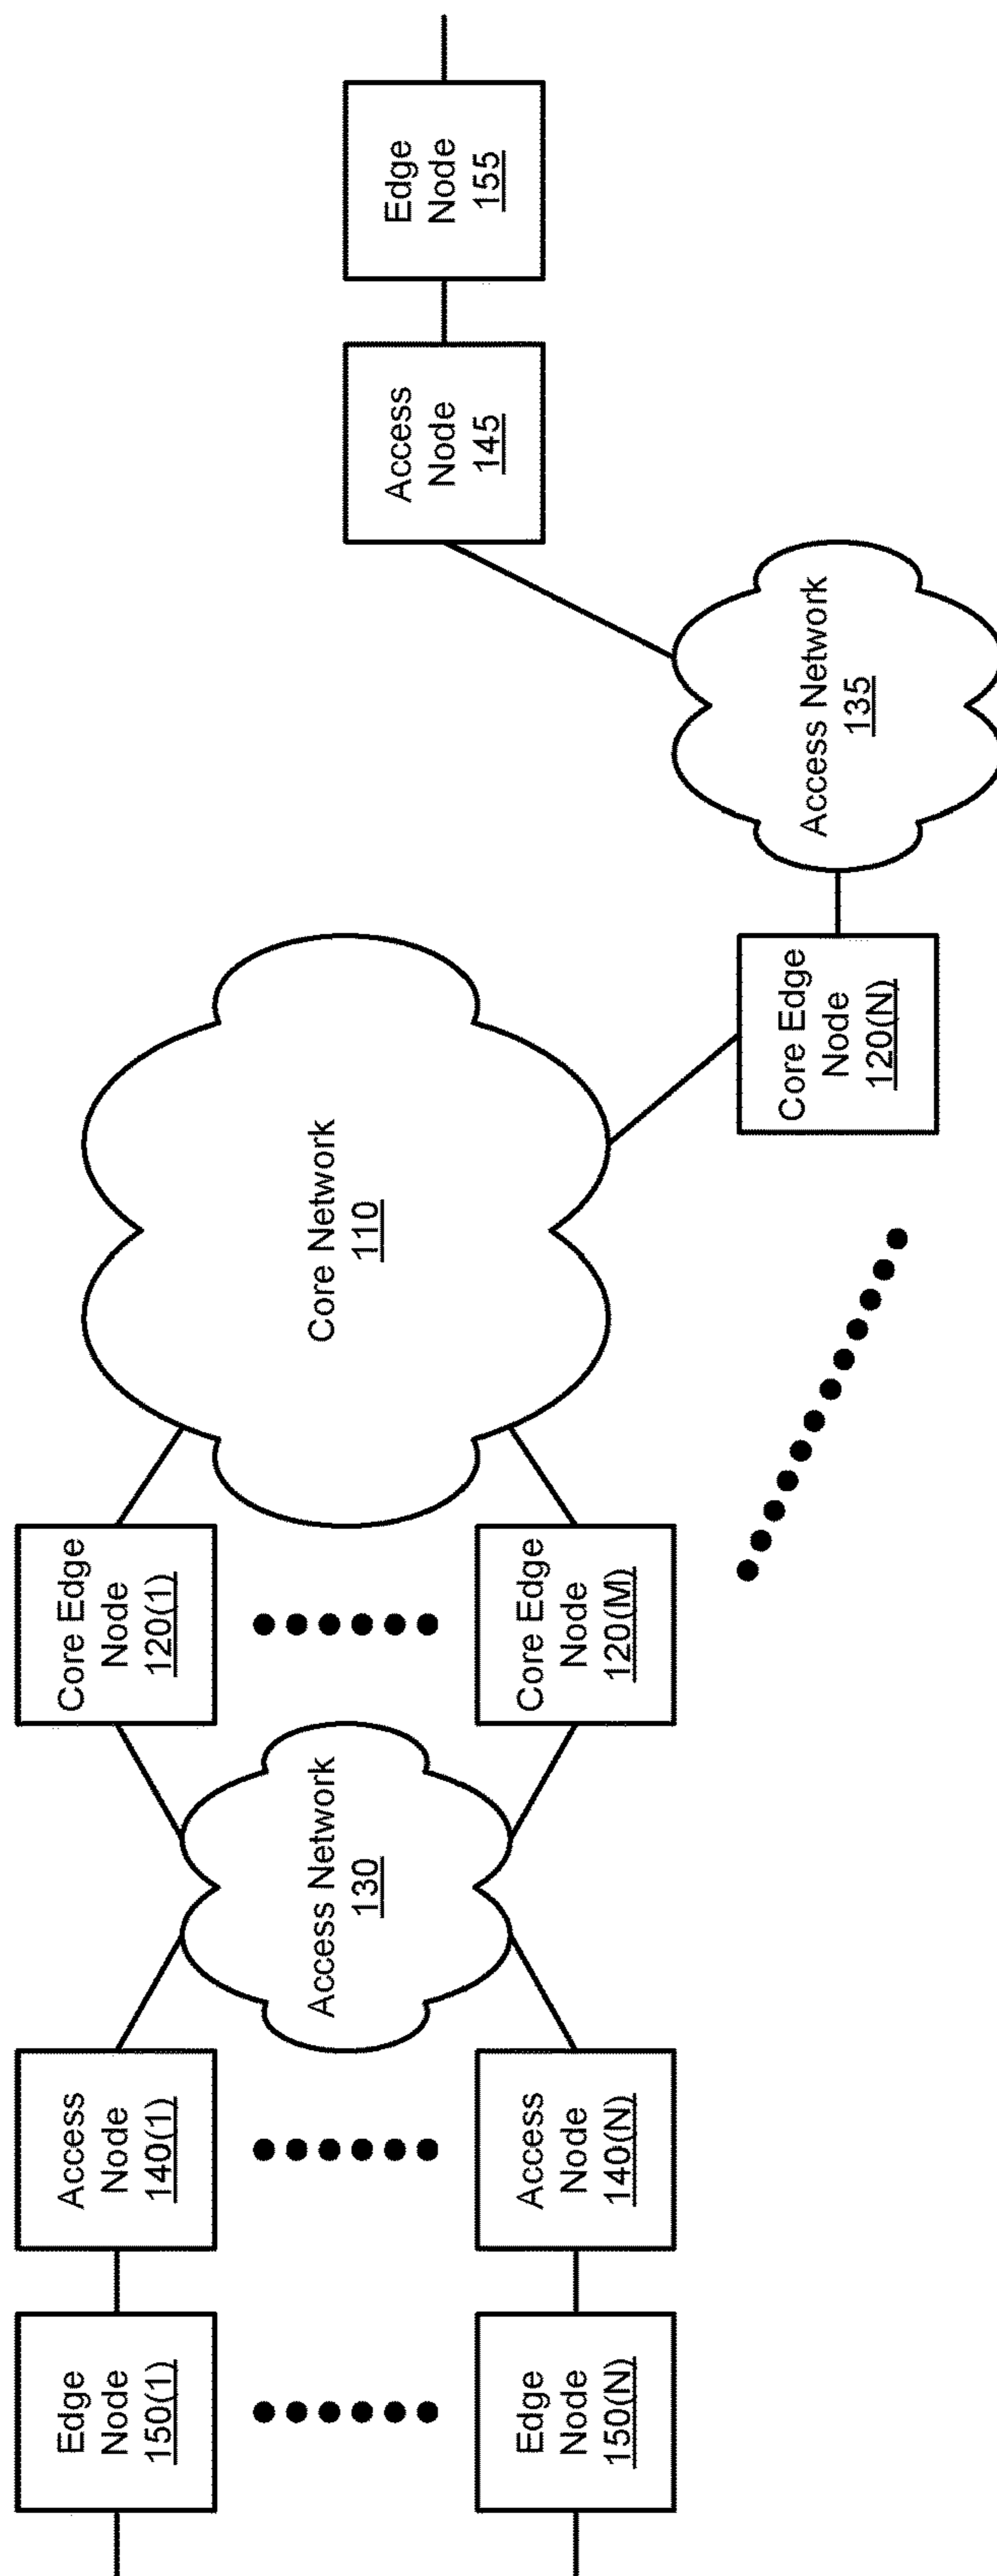 Edge
Node
150(1)
Edge
Node
150(N)
Access
Node
140(1)
Access
Node
140(N)
Access Network
130
Core Edge
Node
120(1)
Core Edge
Node
120(M)
Core Network
110
Core Edge
Node
120(N)
Access Network
135
Access
Node
145
Edge
Node
155